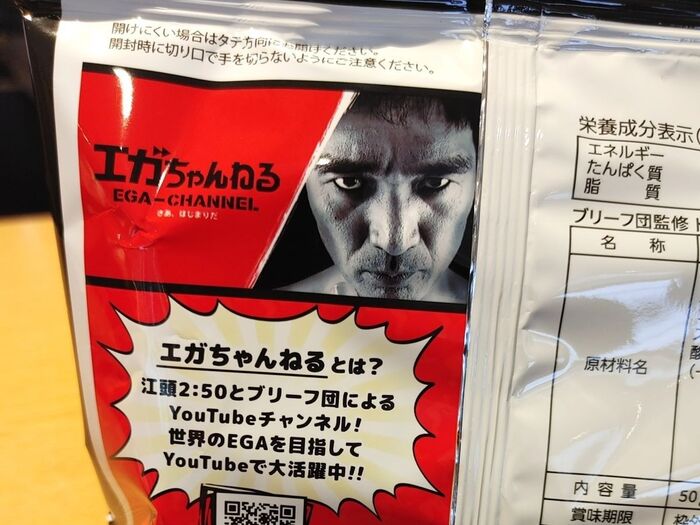 開けにくい場合はタテ方向にお開けください。
開封時に切り口で手を切らないようにご注意ください。
エガちゃんねる
EGA-CHANNEL
さあ、はじまりだ
エガちゃんねるとは?
江頭2:50とブリーフ団による
YouTubeチャンネル!
世界のEGAを目指して
YouTubeで大活躍中!!
栄養成分表示(
エネルギー
たんぱく質
脂 質
ブリーフ団監修
名 称
原材料名
酸
(一
内 容 量 50
賞味期限 枠